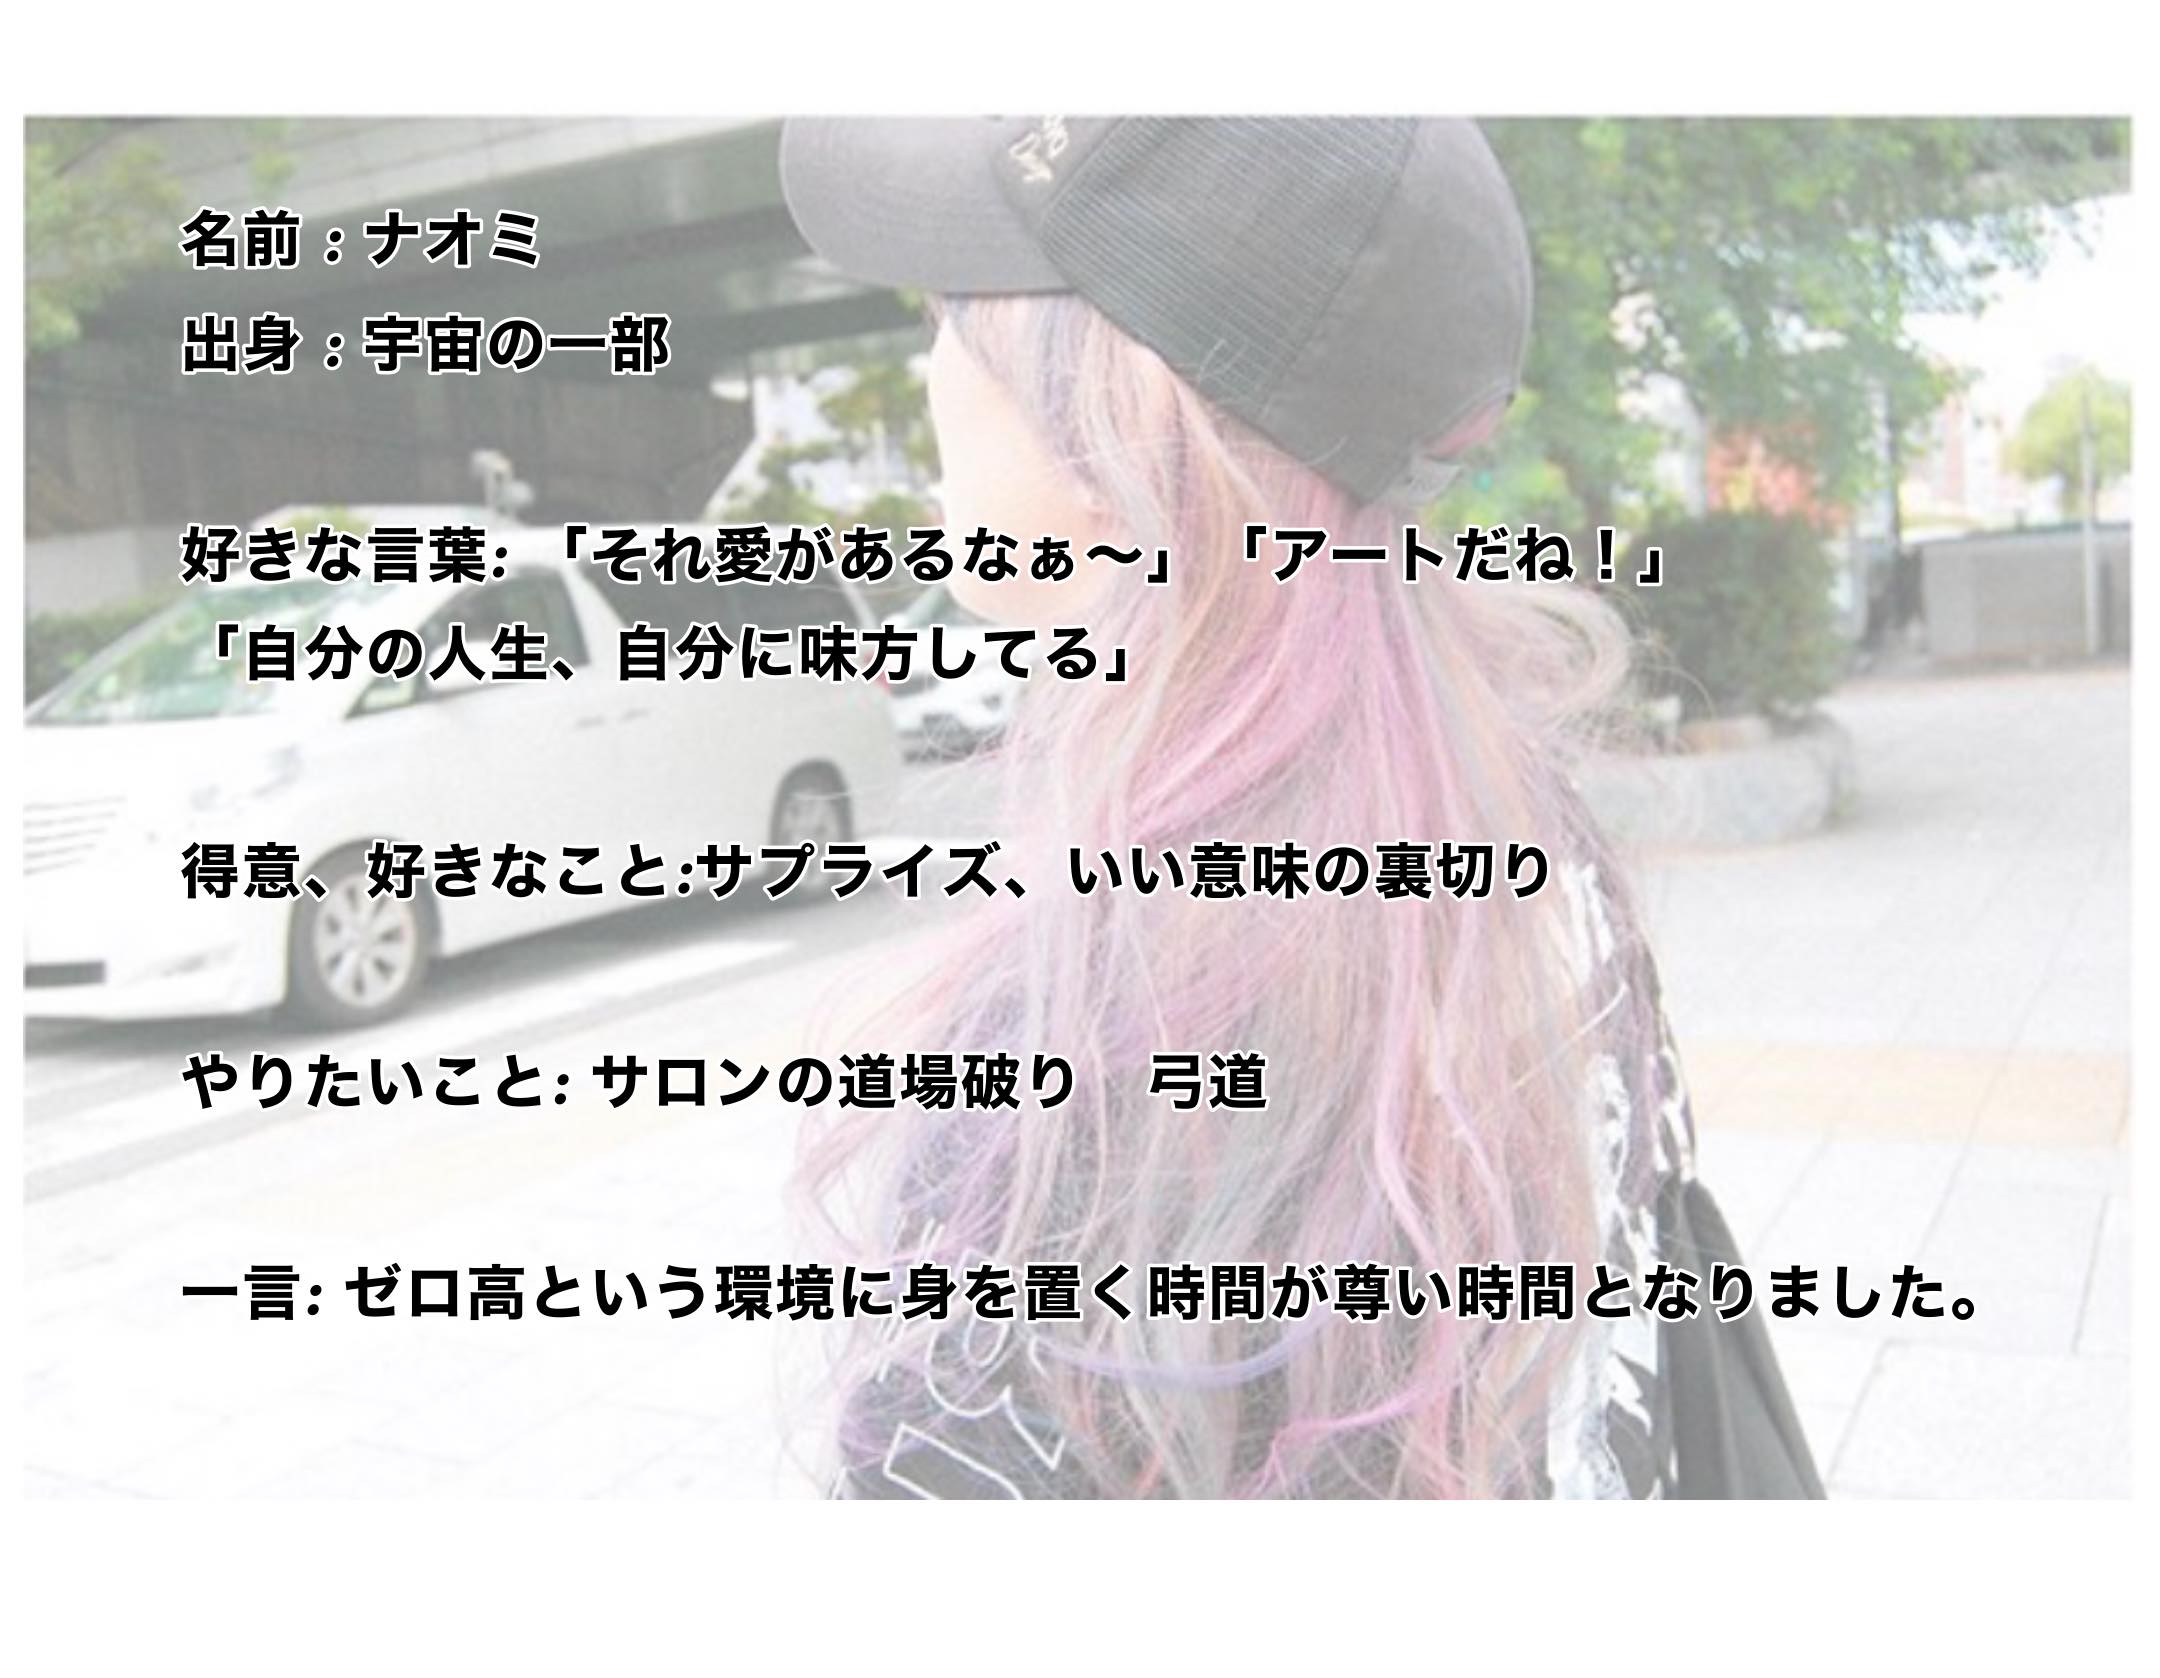 名前：ナオミ
出身：宇宙の一部
好きな言葉: 「それ愛があるなぁ〜」「アートだね！」
「自分の人生、自分に味方してる」
得意、好きなこと:サプライズ、いい意味の裏切り
やりたいこと: サロンの道場破り　弓道
一言: ゼロ高という環境に身を置く時間が尊い時間となりました。